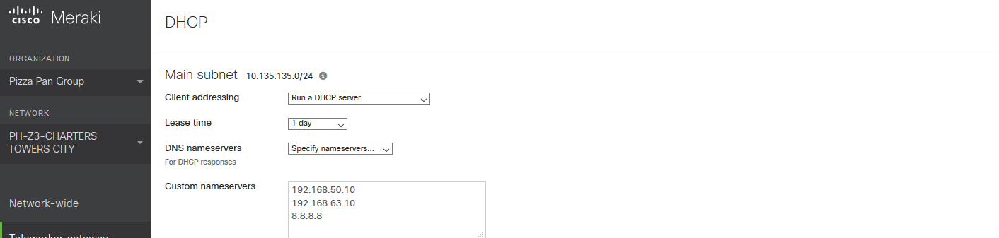 CISCO Meraki
DHCP
ORGANIZATION
Pizza Pan Group
NETWORK
PH-Z3-CHARTERS
TOWERS CITY
Network-wide
Teleworker gateway
Main subnet 10.135.135.0/24
Client addressing Run a DHCP server
Lease time 1 day
DNS nameservers Specify nameservers...
For DHCP responses
Custom nameservers 192.168.50.10
192.168.63.10
8.8.8.8